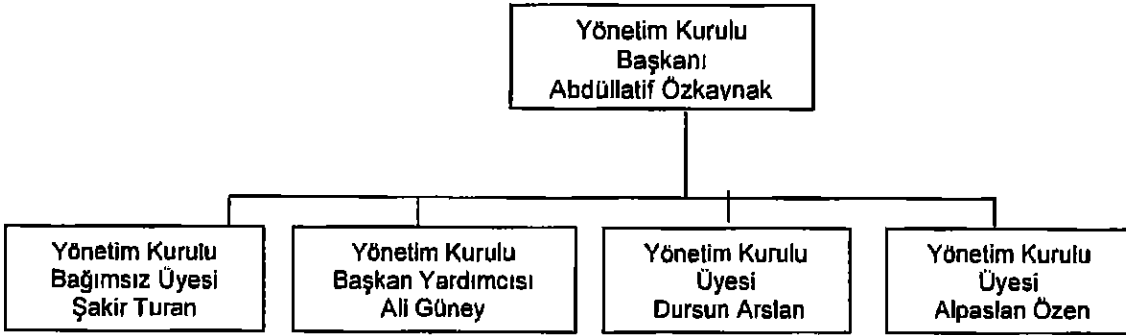 Yönetim Kurulu
Başkanı
Abdüllatif Özkaynak
Yönetim Kurulu
Bağımsız Üyesi
Şakir Turan
Yönetim Kurulu
Başkan Yardımcısı
Ali Güney
Yönetim Kurulu
Üyesi
Dursun Arslan
Yönetim Kurulu
Üyesi
Alpaslan Özen